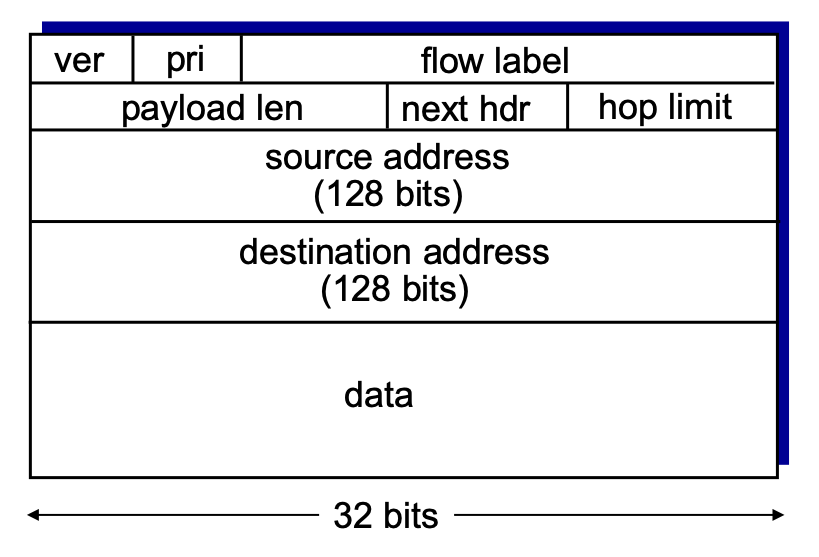 ver pri flow label
payload len next hdr hop limit
source address
(128 bits)
destination address
(128 bits)
data
32 bits